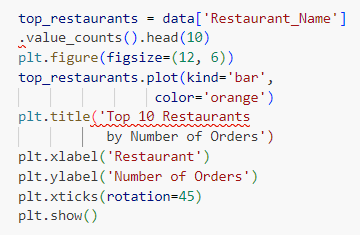 top_restaurants = data['Restaurant_Name']
.value_counts().head(10)
plt.figure(figsize=(12, 6))
top_restaurants.plot(kind='bar',
color='orange')
plt.title('Top 10 Restaurants
by Number of Orders')
plt.xlabel('Restaurant')
plt.ylabel('Number of Orders')
plt.xticks(rotation=45)
plt.show()